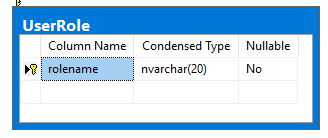 UserRole
Column Name Condensed Type Nullable
rolename nvarchar(20) No